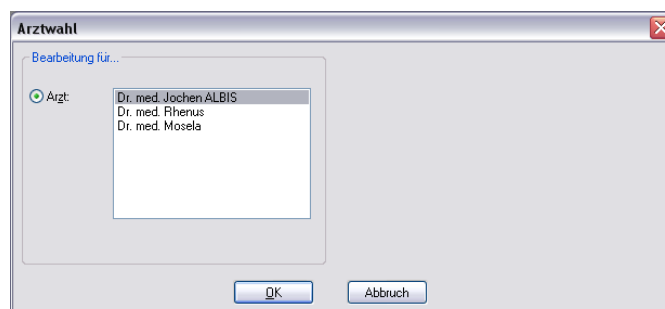 Arztwahl
Bearbeitung für...
Arzt:
Dr. med. Jochen ALBIS
Dr. med. Rhenus
Dr. med. Mosela
OK
Abbruch